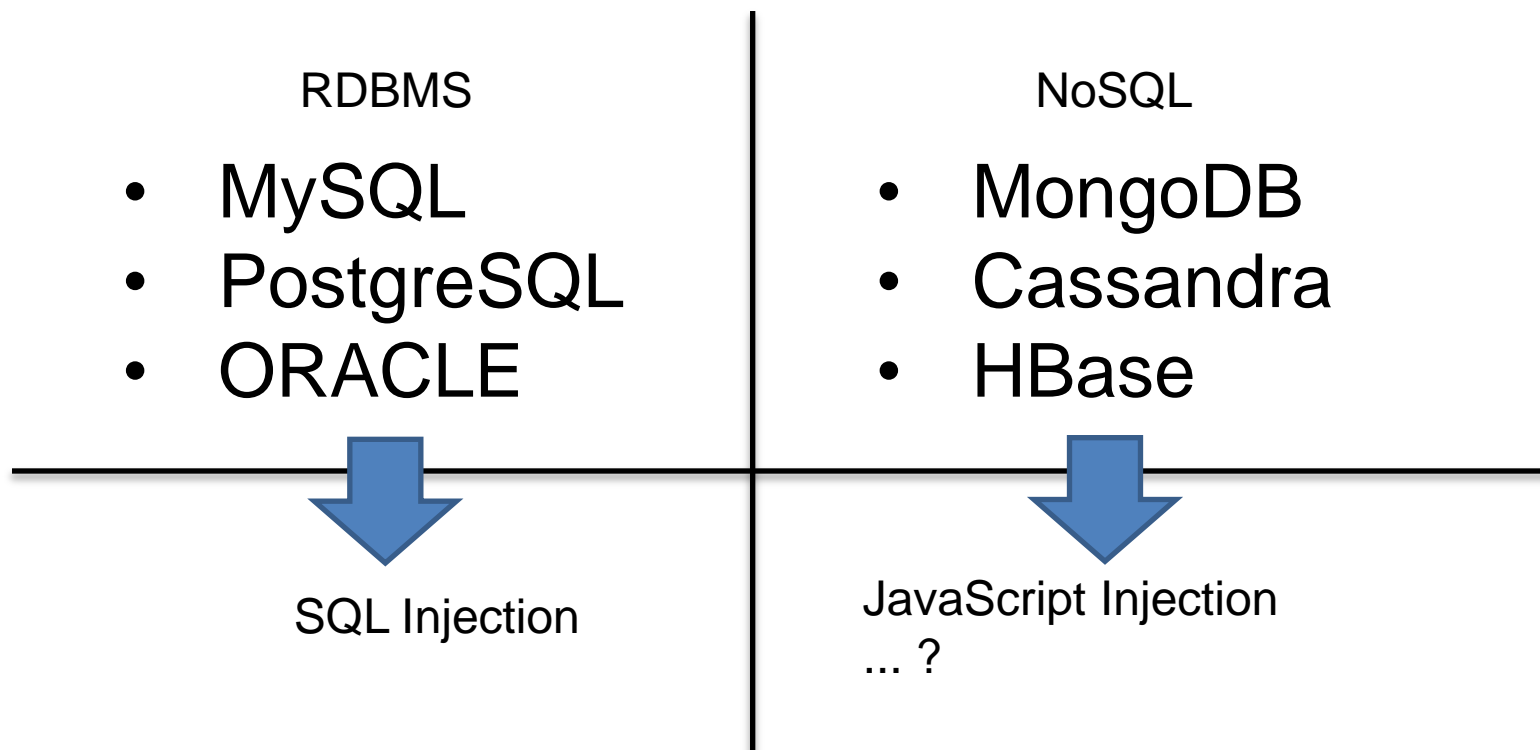 RDBMS
• MySQL
• PostgreSQL
• ORACLE
SQL Injection
NoSQL
• MongoDB
• Cassandra
• HBase
JavaScript Injection
... ?